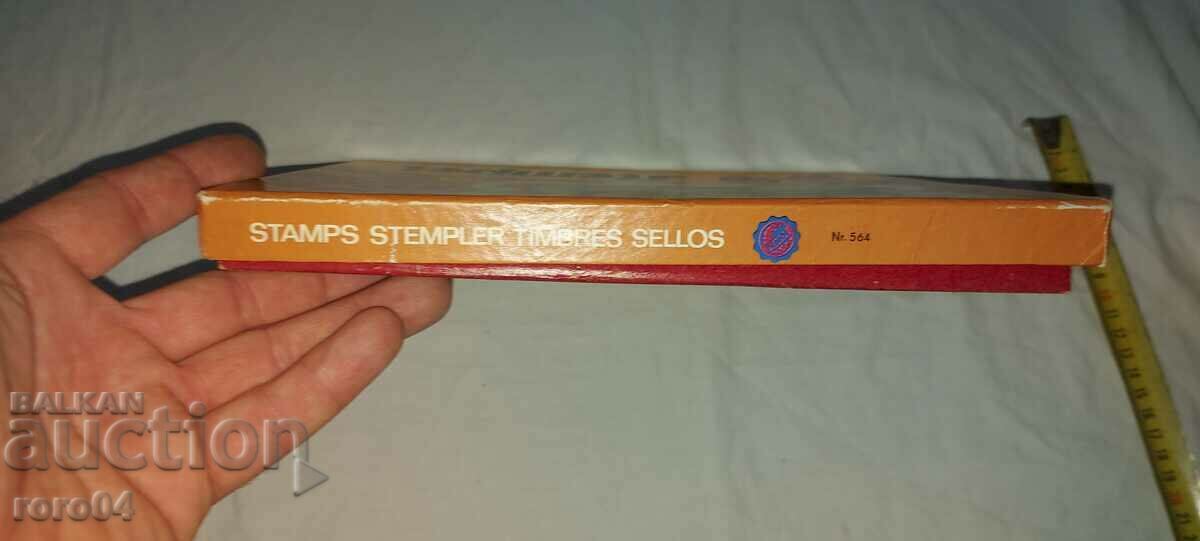 STAMPS STEMPLER TIMBRES SELLOS
Nr. 564
BALKAN
auction
roro04